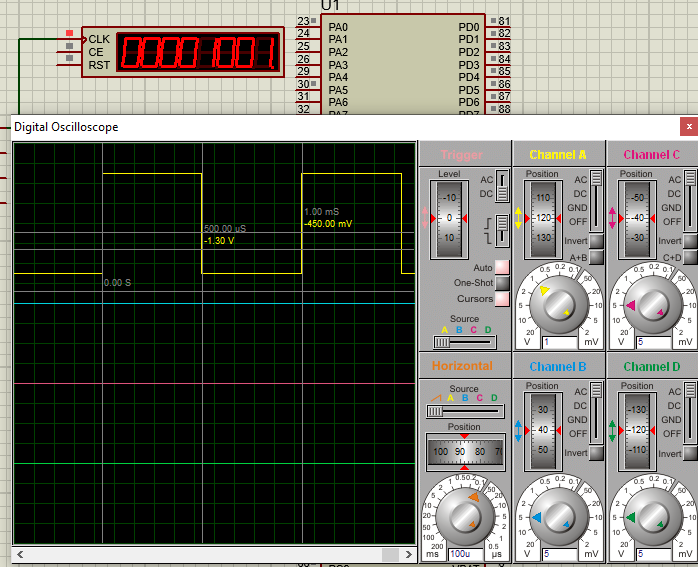 U1
23
24
25
26
29
30
31
32
PA0
PA1
PA2
PA3
PA4
PA5
PA6
PA7
PD0
PD1
PD2
PD3
PD4
PD5
PD6
PD7
81
82
83
84
85
86
87
88
CLK
CE
RST
0000 1001
Digital Oscilloscope
x
0.00 S
500.00 uS
-1.30 V
1.00 mS
-450.00 mV
Trigger
Level
-10
0
10
AC
DC
Auto
One-Shot
Cursors
Source
A B C D
Channel A
Position
110
-120
-130
AC
DC
GND
OFF
Invert
A+B
20 10 5 2 1 0.5 0.2 0.1 50 20 10 5 2
V
1
mV
Channel C
Position
-50
-40
-30
AC
DC
GND
OFF
Invert
C+D
20 10 5 2 1 0.5 0.2 0.1 50 20 10 5 2
V
5
mV
Horizontal
Source
A B C D
Position
100 90 80 70
200 100 50 20 10 5 2 1 0.5 0.2 0.1 50 20 10 5 2 1 0.5
ms
100u
µs
Channel B
Position
30
40
50
AC
DC
GND
OFF
Invert
20 10 5 2 1 0.5 0.2 0.1 50 20 10 5 2
V
5
mV
Channel D
Position
-130
-120
-110
AC
DC
GND
OFF
Invert
20 10 5 2 1 0.5 0.2 0.1 50 20 10 5 2
V
5
mV
VBAT